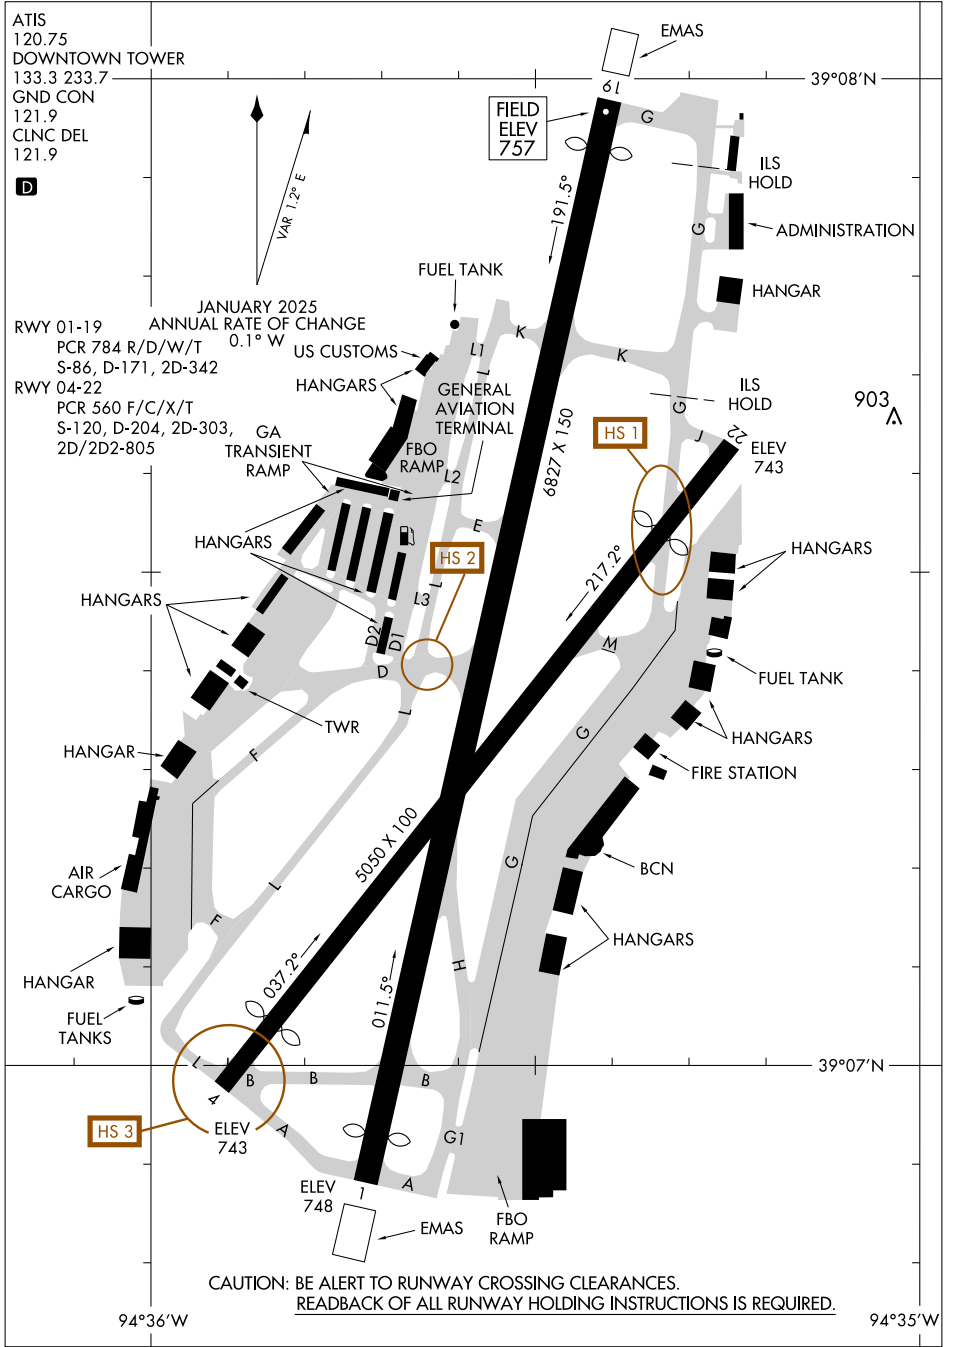 ATIS
120.75
DOWNTOWN TOWER
133.3 233.7
GND CON
121.9
CLNC DEL
121.9
D
EMAS
39°08'N
19
FIELD
ELEV
757
G
ILS
HOLD
VAR 1.2° E
191.5°
G
ADMINISTRATION
FUEL TANK
HANGAR
JANUARY 2025
ANNUAL RATE OF CHANGE
0.1° W
RWY 01-19
PCR 784 R/D/W/T
S-86, D-171, 2D-342
RWY 04-22
PCR 560 F/C/X/T
S-120, D-204, 2D-303,
2D/2D2-805
K
K
L1
L
US CUSTOMS
HANGARS
GENERAL
AVIATION
TERMINAL
ILS
HOLD
903
G
J
22
ELEV
743
HS 1
6827 X 150
GA
TRANSIENT
RAMP
FBO
RAMP
L2
E
HANGARS
HS 2
HANGARS
217.2°
L
L3
HANGARS
D2
D1
D
M
FUEL TANK
L
TWR
G
HANGARS
F
HANGAR
FIRE STATION
5050 X 100
G
BCN
AIR
CARGO
L
F
HANGARS
H
HANGAR
037.2°
011.5°
FUEL
TANKS
39°07'N
L
B
B
B
4
HS 3
ELEV
743
A
G1
A
ELEV
748
1
EMAS
FBO
RAMP
CAUTION: BE ALERT TO RUNWAY CROSSING CLEARANCES.
READBACK OF ALL RUNWAY HOLDING INSTRUCTIONS IS REQUIRED.
94°36'W
94°35'W